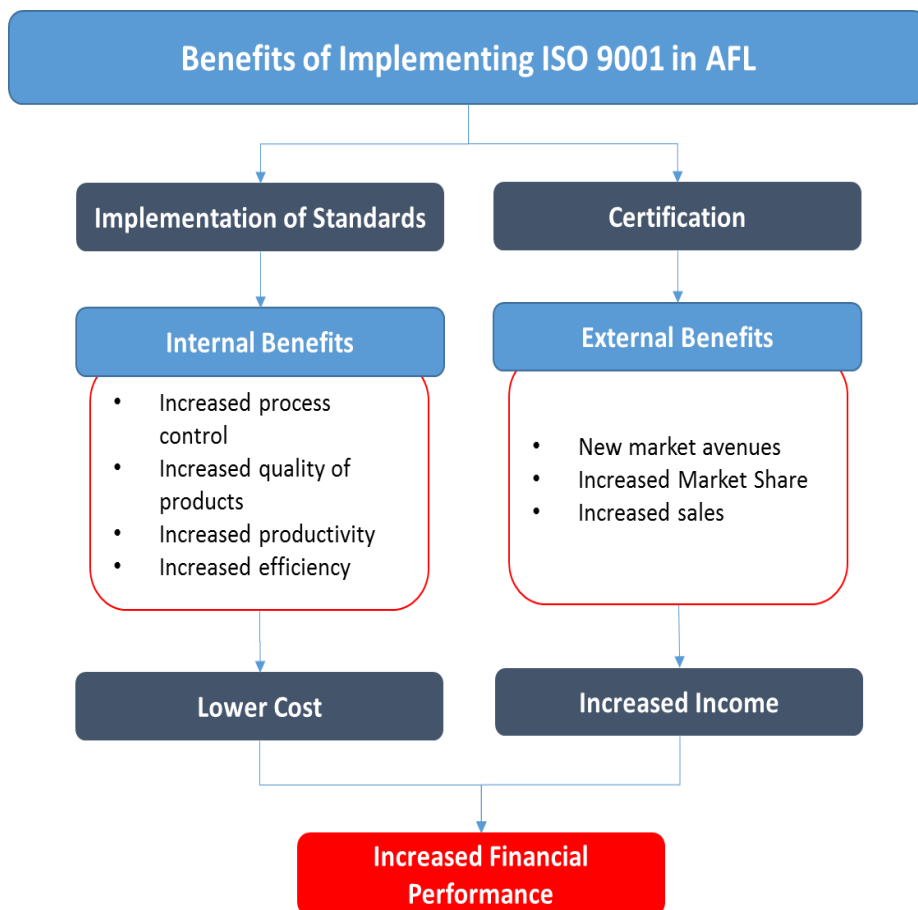 Benefits of Implementing ISO 9001 in AFL
Implementation of Standards
Certification
Internal Benefits
External Benefits
• Increased process
control
• Increased quality of
products
• Increased productivity
• Increased efficiency
• New market avenues
• Increased Market Share
• Increased sales
Lower Cost
Increased Income
Increased Financial
Performance